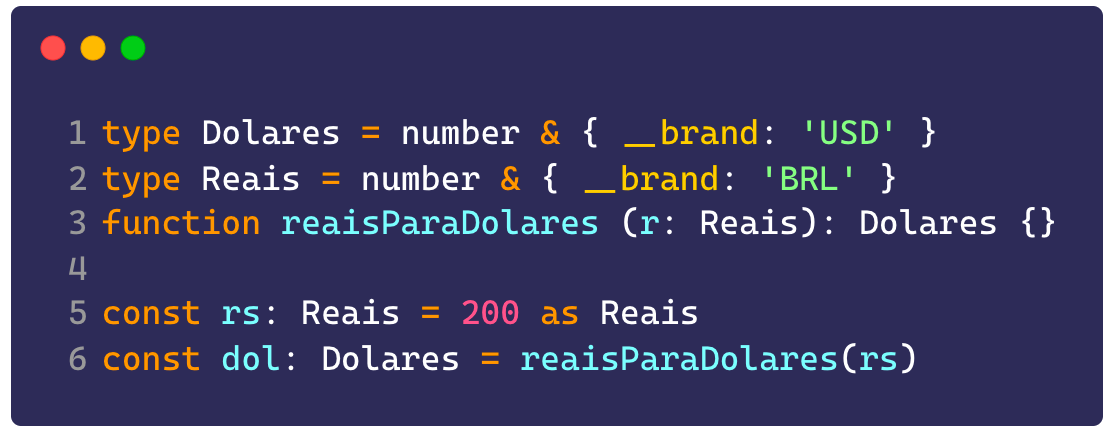 1 type Dolares = number & { __brand: 'USD' }
2 type Reais = number & { __brand: 'BRL' }
3 function reaisParaDolares (r: Reais): Dolares {}
4
5 const rs: Reais = 200 as Reais
6 const dol: Dolares = reaisParaDolares(rs)